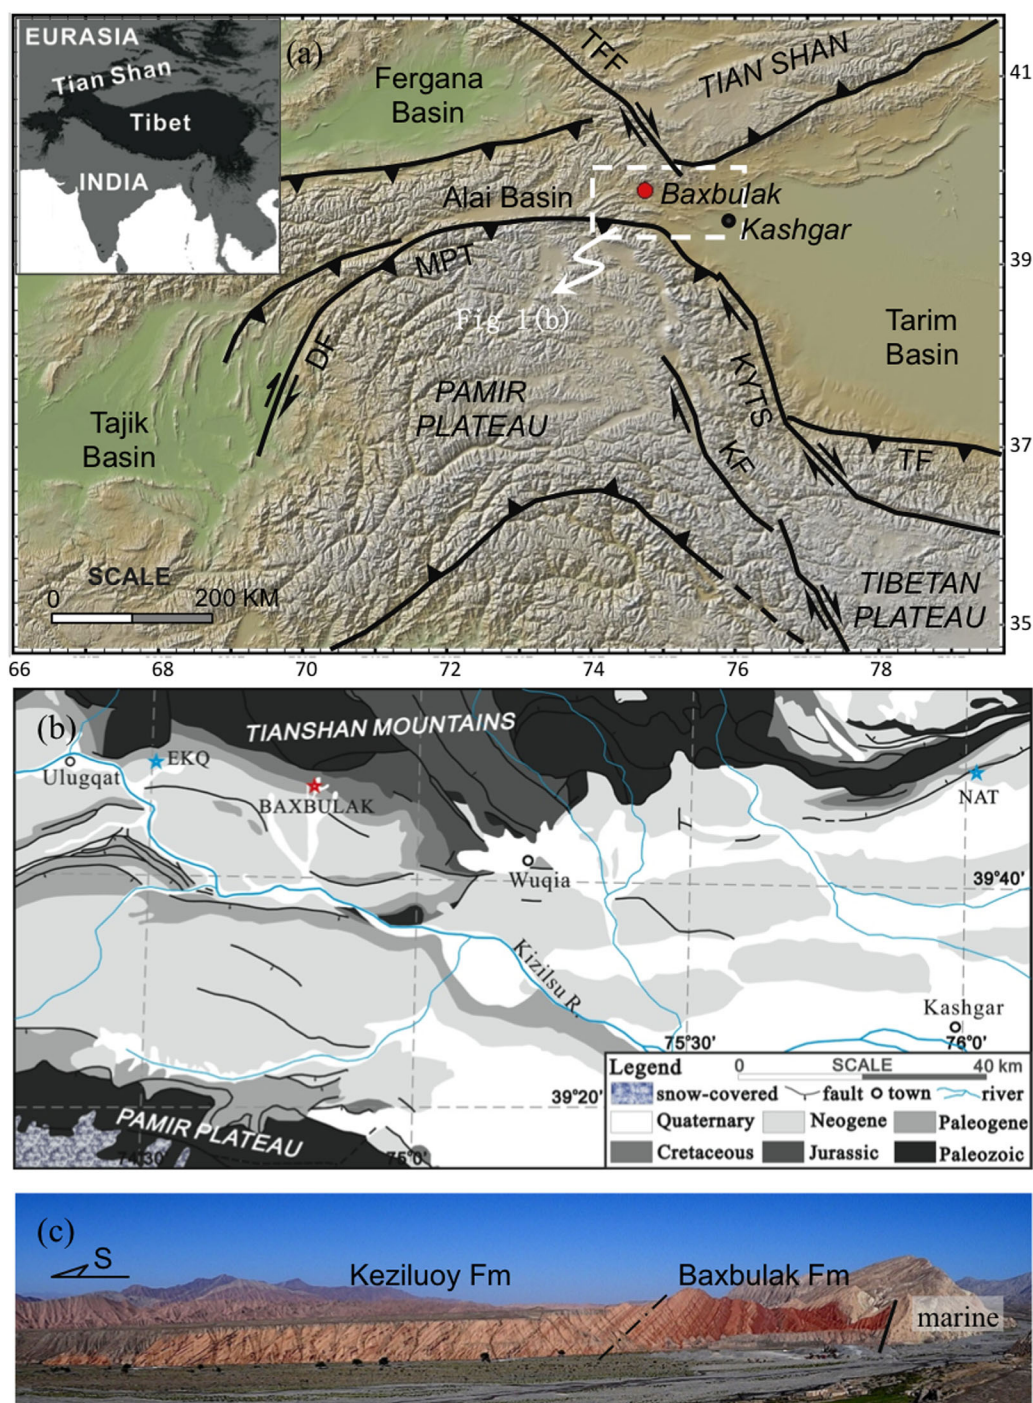 EURASIA
Tian Shan
Tibet
INDIA
(a)
Fergana
Basin
TFF
TIAN SHAN
41
Alai Basin
Baxbulak
Kashgar
39
MPT
Fig 1(b)
DF
Tarim
Basin
KYTS
PAMIR
PLATEAU
Tajik
Basin
KF
TF
37
SCALE
0
200 KM
TIBETAN
PLATEAU
35
66
68
70
72
74
76
78
(b)
TIANSHAN MOUNTAINS
Ulugqat
EKQ
BAXBULAK
NAT
Wuqia
39°40'
Kizilsu R.
Kashgar
75°30'
76°0'
Legend
0
SCALE
40 km
snow-covered
fault
town
river
39°20'
Quaternary
Neogene
Paleogene
Cretaceous
Jurassic
Paleozoic
PAMIR PLATEAU
74°30'
75°0'
(c)
S
Keziluoy Fm
Baxbulak Fm
marine